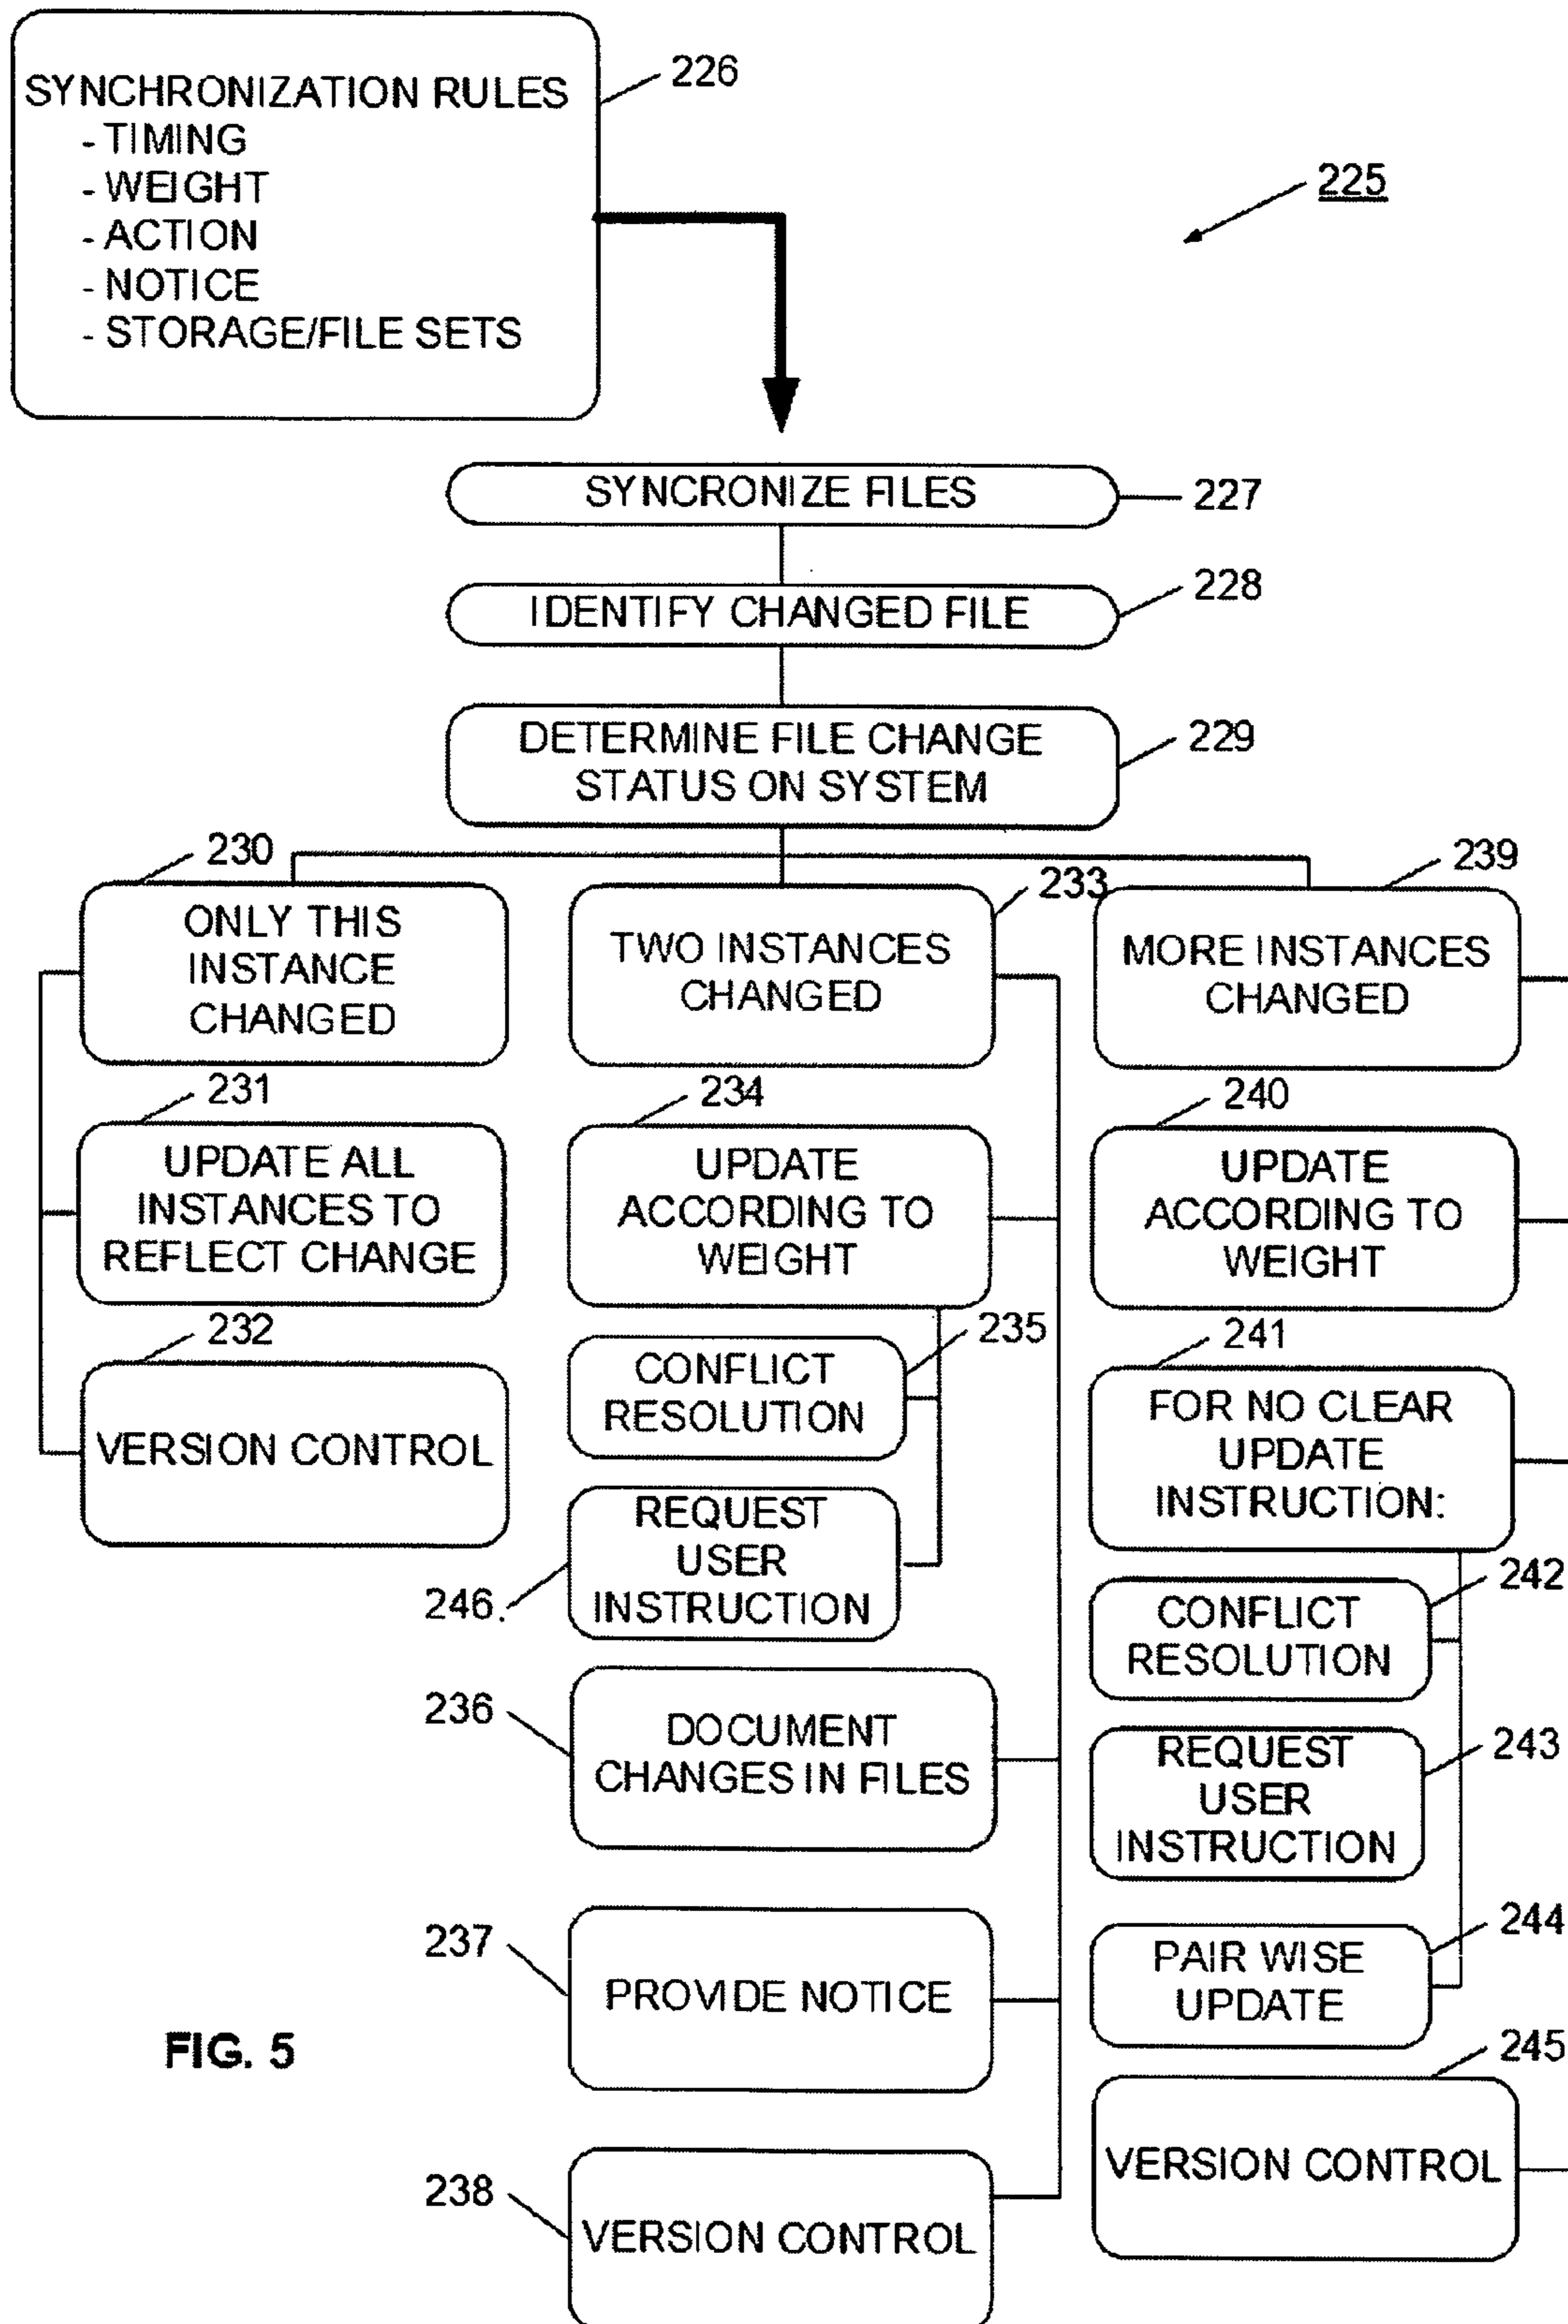 SYNCHRONIZATION RULES
- TIMING
- WEIGHT
- ACTION
- NOTICE
- STORAGE/FILE SETS
226
225
SYNCRONIZE FILES
227
IDENTIFY CHANGED FILE
228
DETERMINE FILE CHANGE
STATUS ON SYSTEM
229
230
ONLY THIS
INSTANCE
CHANGED
231
UPDATE ALL
INSTANCES TO
REFLECT CHANGE
232
VERSION CONTROL
233
TWO INSTANCES
CHANGED
234
UPDATE
ACCORDING TO
WEIGHT
235
CONFLICT
RESOLUTION
246.
REQUEST
USER
INSTRUCTION
236
DOCUMENT
CHANGES IN FILES
237
PROVIDE NOTICE
238
VERSION CONTROL
239
MORE INSTANCES
CHANGED
240
UPDATE
ACCORDING TO
WEIGHT
241
FOR NO CLEAR
UPDATE
INSTRUCTION:
242
CONFLICT
RESOLUTION
243
REQUEST
USER
INSTRUCTION
244
PAIR WISE
UPDATE
245
VERSION CONTROL
FIG. 5